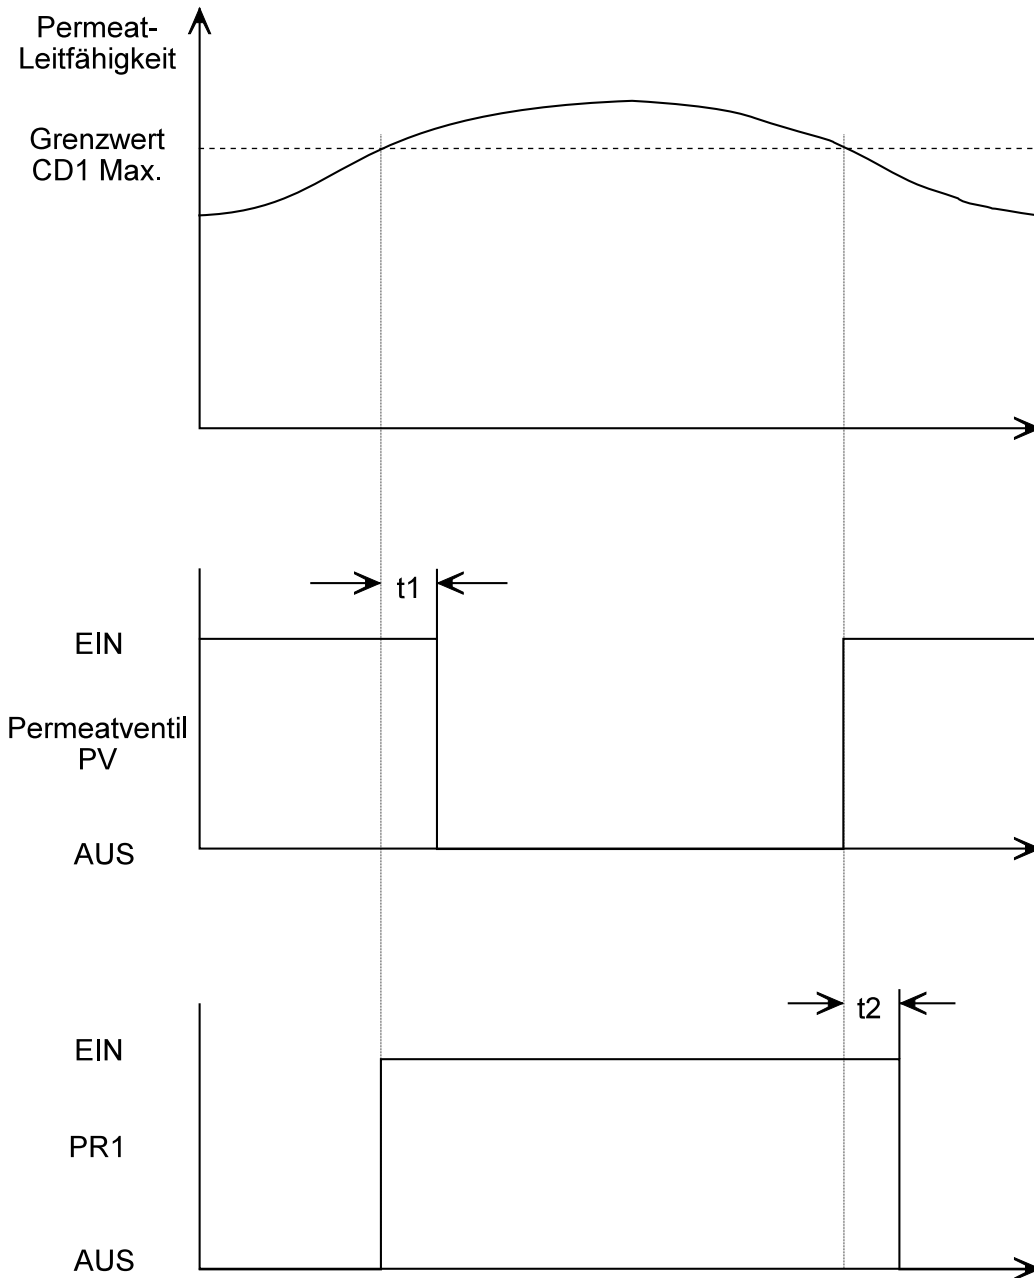 Permeat-
Leitfähigkeit
Grenzwert
CD1 Max.
t1
EIN
Permeatventil
PV
AUS
t2
EIN
PR1
AUS